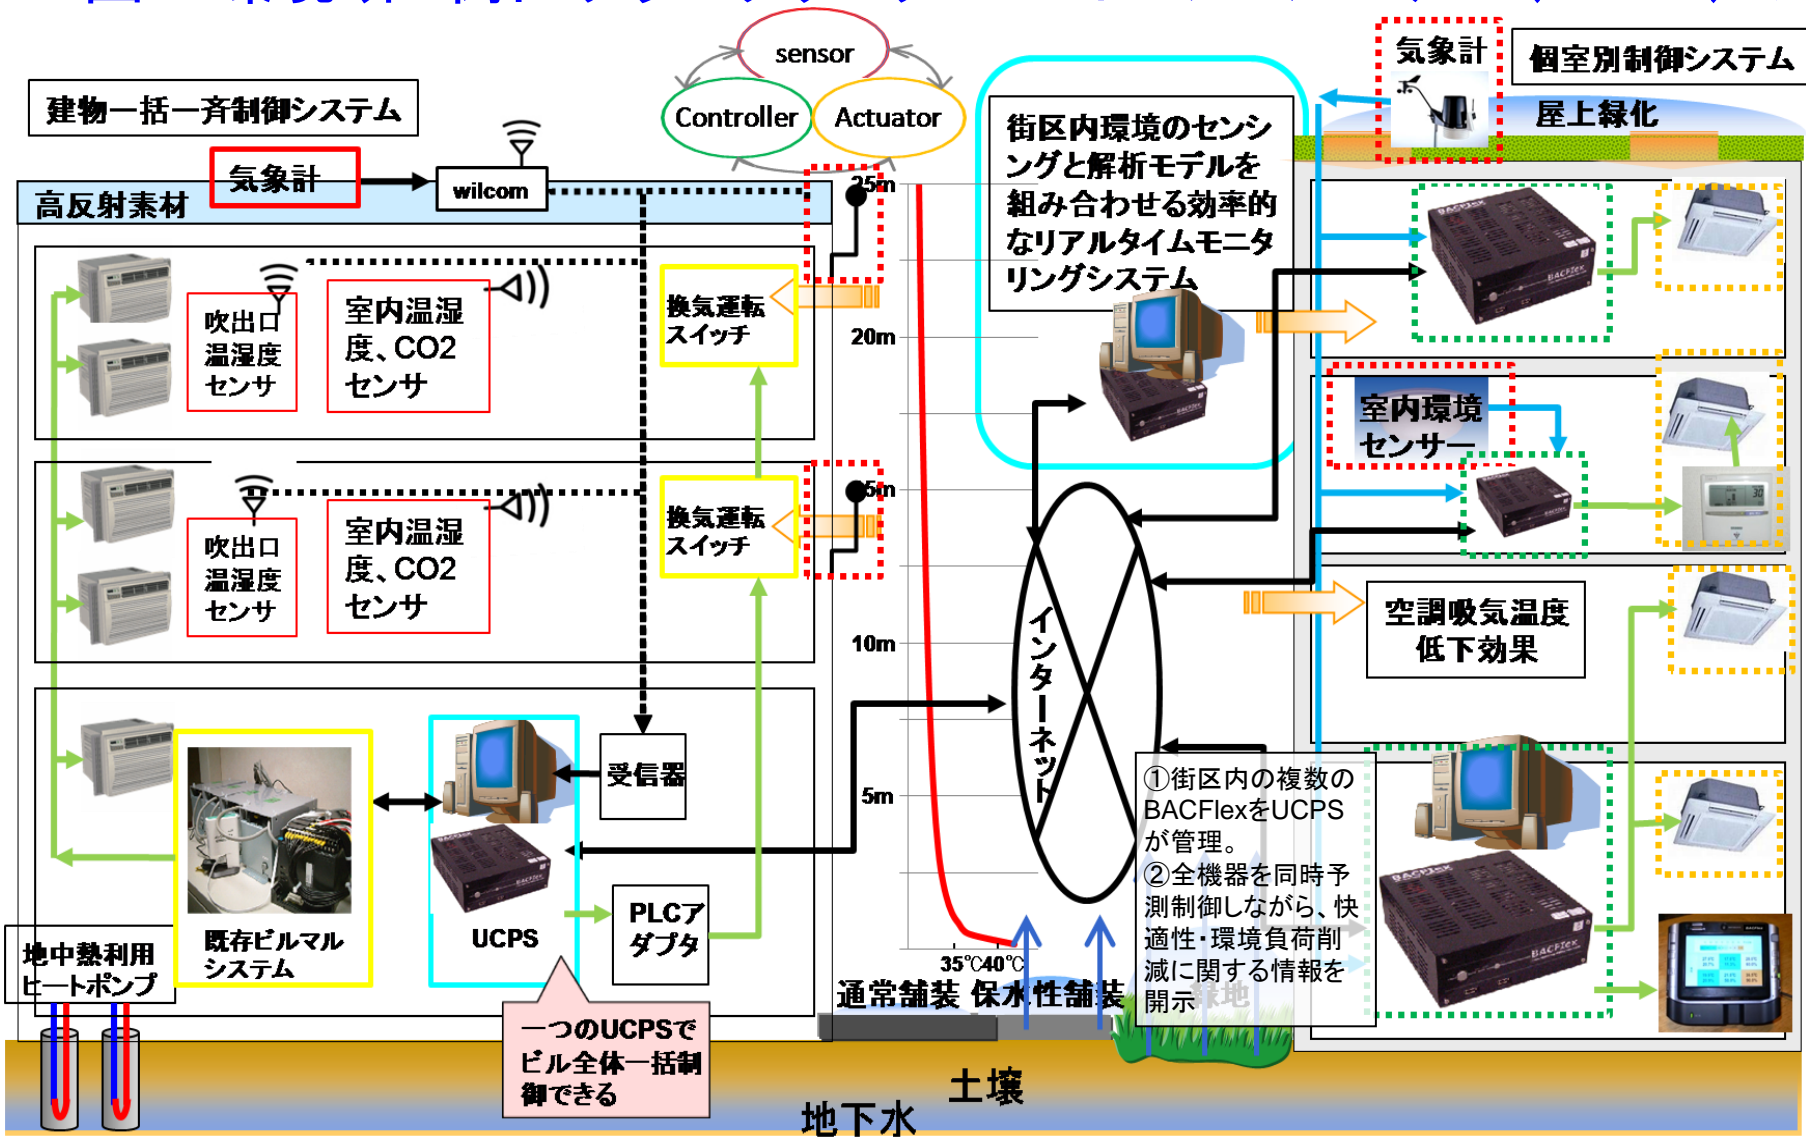 sensor
Controller
Actuator
建物一括一斉制御システム
気象計
wilcom
高反射素材
吹出口
温湿度
センサ
室内温湿
度、CO2
センサ
換気運転
スイッチ
吹出口
温湿度
センサ
室内温湿
度、CO2
センサ
換気運転
スイッチ
受信器
既存ビルマル
システム
UCPS
PLCア
ダプタ
地中熱利用
ヒートポンプ
一つのUCPSで
ビル全体一括制
御できる
25m
20m
15m
10m
5m
35℃40℃
街区内環境のセンシ
ングと解析モデルを
組み合わせる効率的
なリアルタイムモニタ
リングシステム
インターネット
通常舗装
保水性舗装
緑地
①街区内の複数の
BACFlexをUCPS
が管理。
②全機器を同時予
測制御しながら、快
適性・環境負荷削
減に関する情報を
開示
気象計
個室別制御システム
屋上緑化
BACFlex
BACFlex
室内環境
センサー
30
空調吸気温度
低下効果
BACFlex
BACFlex
土壌
地下水